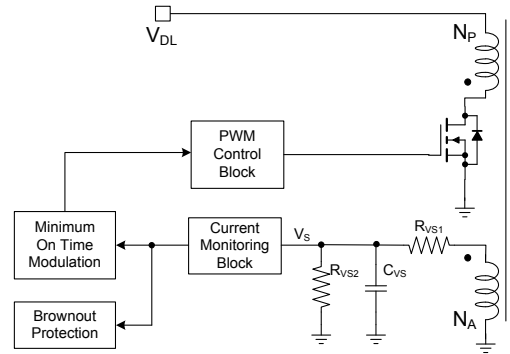 V_DL
N_P
PWM
Control
Block
Minimum
On Time
Modulation
Current
Monitoring
Block
V_S
R_VS1
R_VS2
C_VS
Brownout
Protection
N_A